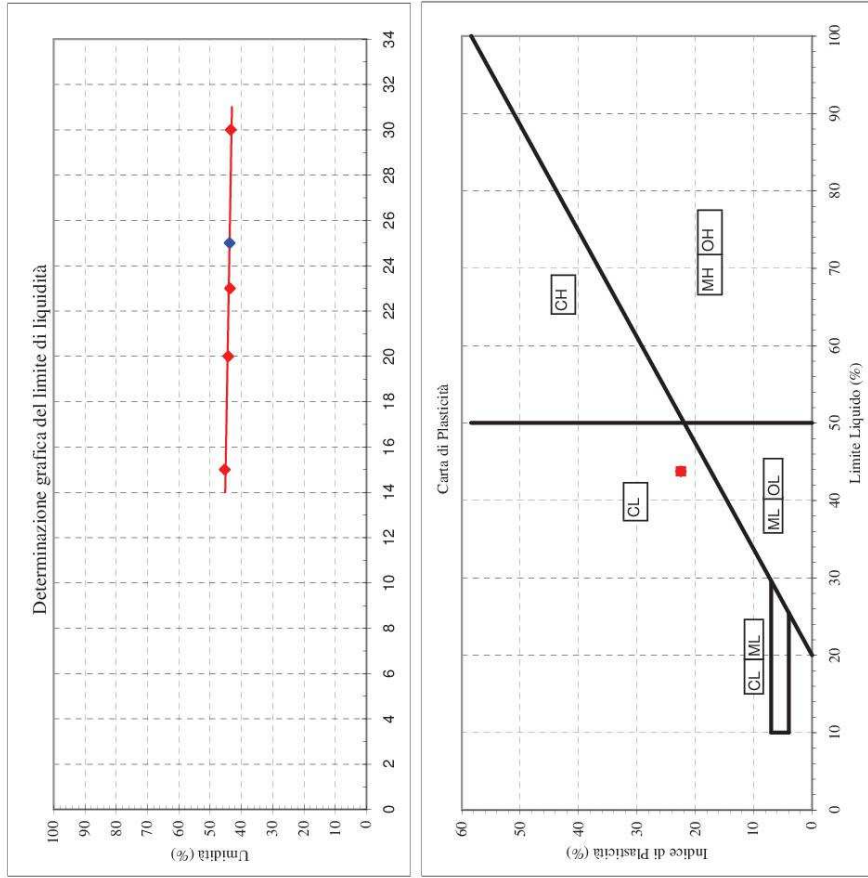 Determinazione grafica del limite di liquidità
Umidità (%)
100
90
80
70
60
50
40
30
20
10
0
0 2 4 6 8 10 12 14 15 16 18 20 22 24 25 26 28 30 32 34
Carta di Plasticità
Indice di Plasticità (%)
60
50
40
30
20
10
0
CH
CL
MH OH
CL ML
ML OL
0 10 20 30 40 50 60 70 80 90 100
Limite Liquido (%)